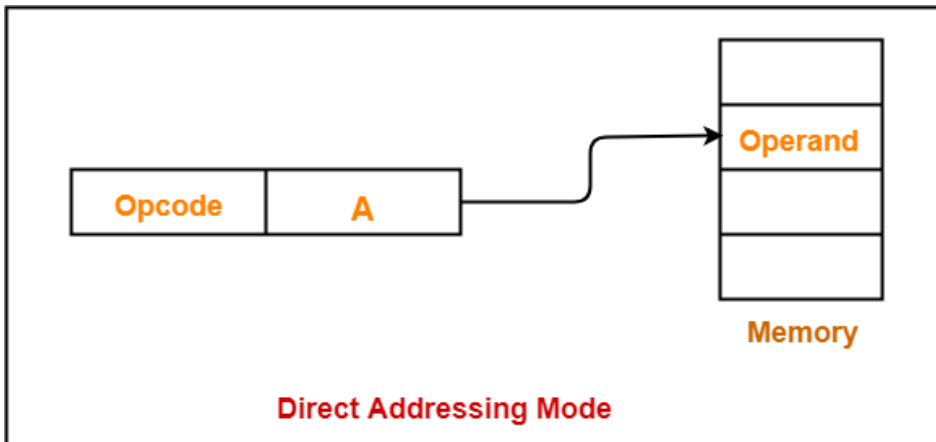 Opcode
A
Operand
Memory
Direct Addressing Mode